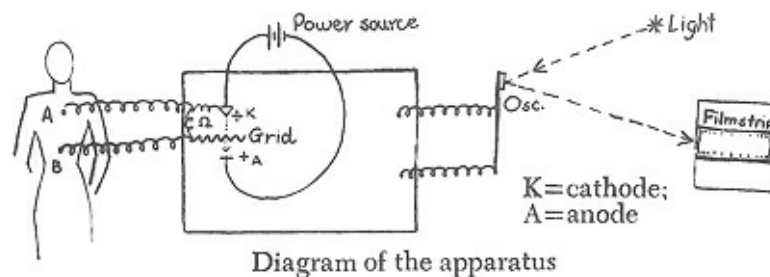 Power source
*Light
A
Ω
÷K
Osc.
Filmstrip
Grid
B
+A
K=cathode;
A=anode
Diagram of the apparatus